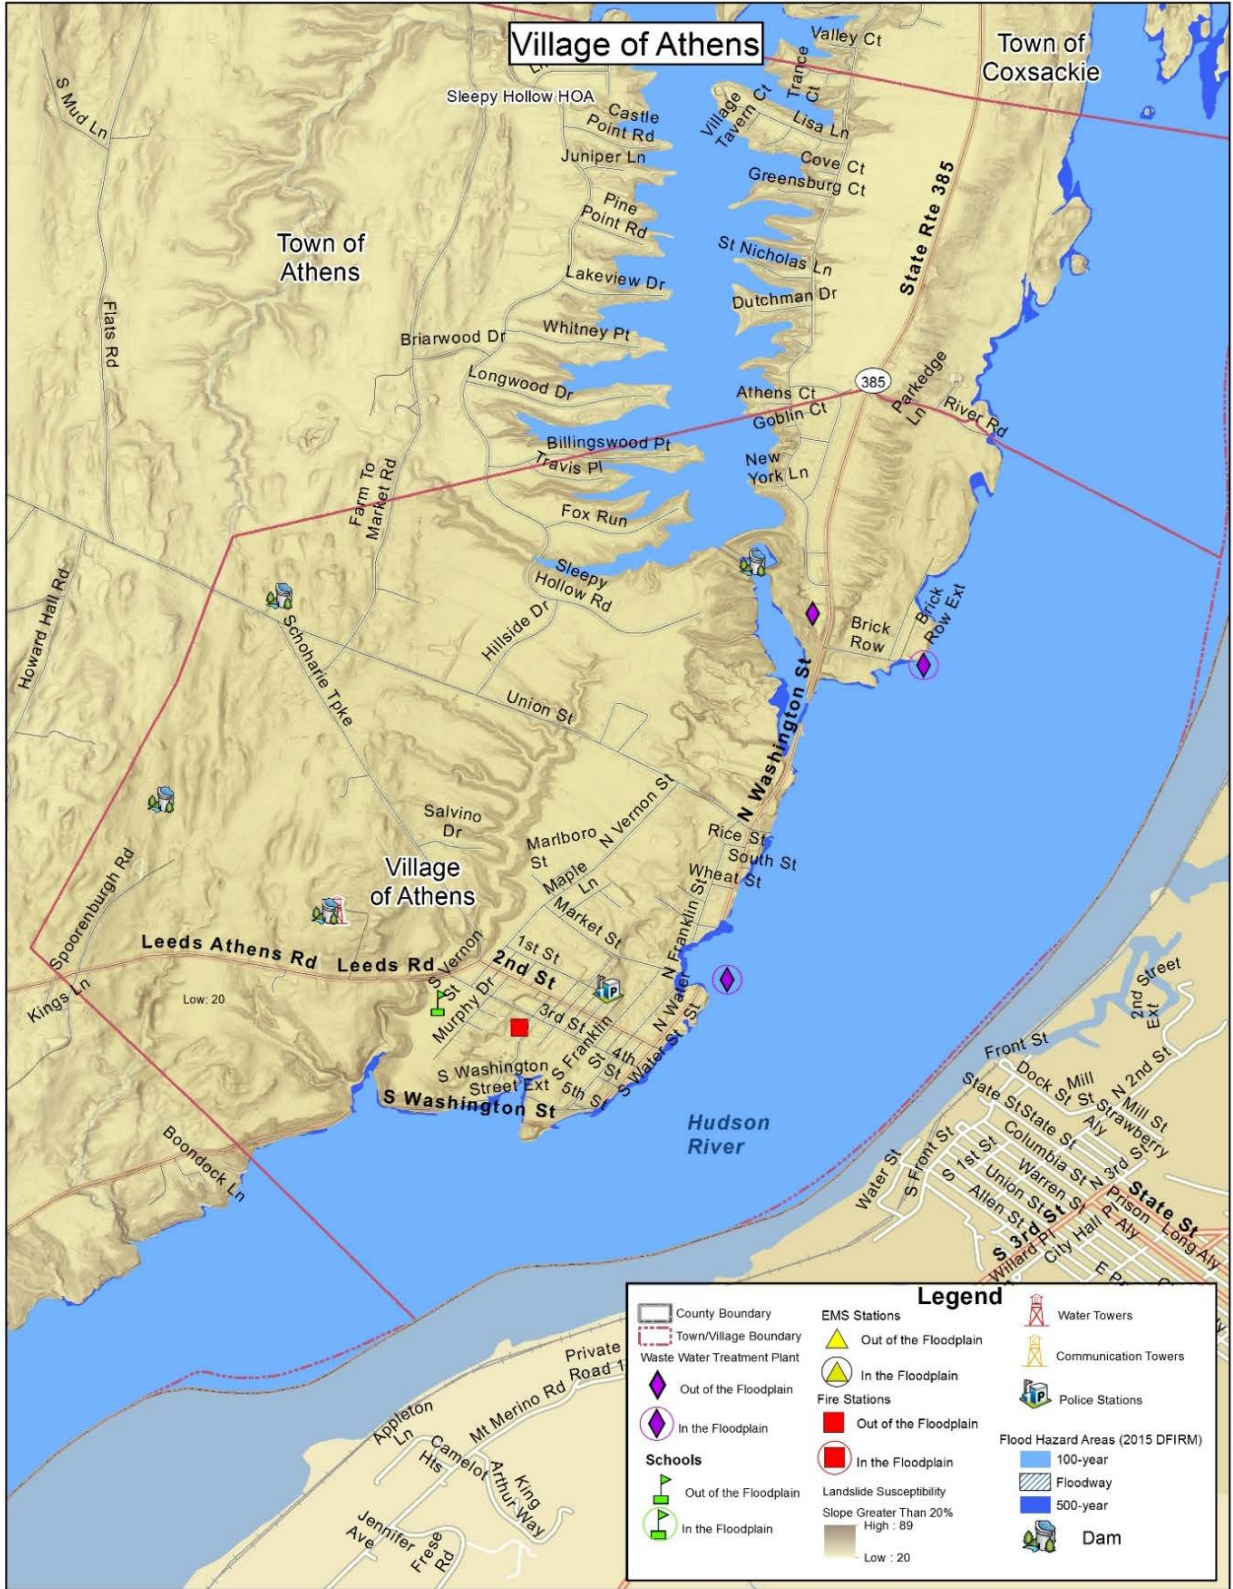 Village of Athens
Valley Ct
Town of
Coxsackie
Trance
Ct
Ln
Sleepy Hollow HOA
S Mud Ln
Castle
Point Rd
Village
Tavern Ct
Lisa Ln
Juniper Ln
Cove Ct
Greensburg Ct
Pine
Point Rd
State Rte 385
Town of
Athens
St Nicholas Ln
Lakeview Dr
Dutchman Dr
Flats Rd
Briarwood Dr
Whitney Pt
Longwood Dr
385
Athens Ct
Goblin Ct
Parkedge
Ln
River Rd
Billingswood Pt
Travis Pl
New
York Ln
Farm To
Market Rd
Fox Run
Sleepy
Hollow Rd
Howard Hall Rd
Hillside Dr
Brick
Row
Brick
Row Ext
Schoharie Tpke
Union St
N Washington St
Salvino
Dr
N Vernon St
Marlboro
St
Rice St
South St
Wheat St
Village
of Athens
Maple
Ln
Market St
N Franklin St
Spoorenburgh Rd
Leeds Athens Rd
Leeds Rd
S Vernon
St
1st St
2nd St
Kings Ln
Low: 20
Murphy Dr
3rd St
N Water
St
S Franklin
St
4th
St
S Water St
S Washington
Street Ext
5th St
S Washington St
2nd Street
Ext
Front St
Hudson
River
Dock
St
Mill
St
N 2nd St
State St
State St
Mill St
Strawberry
Aly
Boondock Ln
Columbia St
N 3rd St
S Front St
Water St
S 1st St
Warren St
Union St
Allen St
State St
Prison
Aly
Pl
S 3rd St
City Hall
Willard Pl
Long Aly
Private
Road 1
Mt Merino Rd
Appleton
Ln
Camelot
Hts
King
Arthur Way
Jennifer
Ave
Frese
Rd
Legend
County Boundary
Town/Village Boundary
Waste Water Treatment Plant
Out of the Floodplain
In the Floodplain
Schools
Out of the Floodplain
In the Floodplain
EMS Stations
Out of the Floodplain
In the Floodplain
Fire Stations
Out of the Floodplain
In the Floodplain
Landslide Susceptibility
Slope Greater Than 20%
High : 89
Low : 20
Water Towers
Communication Towers
Police Stations
Flood Hazard Areas (2015 DFIRM)
100-year
Floodway
500-year
Dam